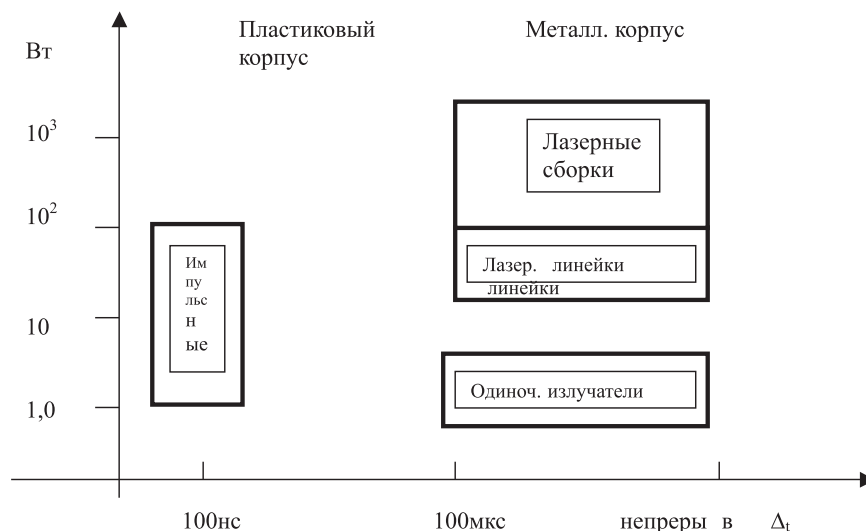 Пластиковый
корпус
Металл. корпус
Вт
10³
Лазерные
сборки
10²
Им
пу
льс
н
ые
Лазер. линейки
линейки
10
Одиноч. излучатели
1,0
100нс
100мкс
непреры в
Δt